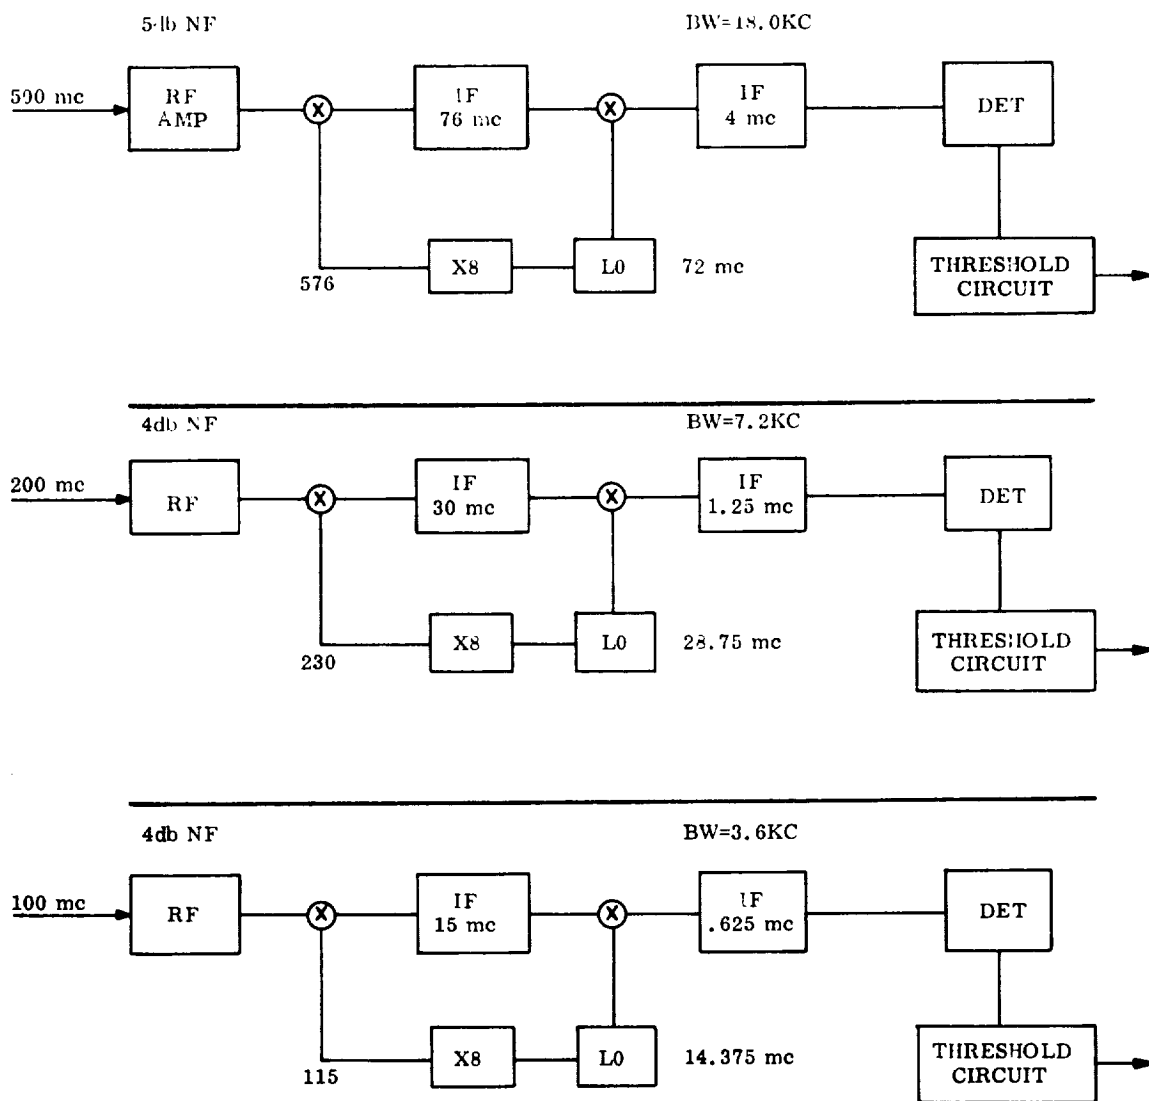 5db NF
BW=18.0KC
500 mc
RF
AMP
X
IF
76 mc
X
IF
4 mc
DET
576
X8
L0
72 mc
THRESHOLD
CIRCUIT
4db NF
BW=7.2KC
200 mc
RF
X
IF
30 mc
X
IF
1.25 mc
DET
230
X8
L0
28.75 mc
THRESHOLD
CIRCUIT
4db NF
BW=3.6KC
100 mc
RF
X
IF
15 mc
X
IF
.625 mc
DET
115
X8
L0
14.375 mc
THRESHOLD
CIRCUIT